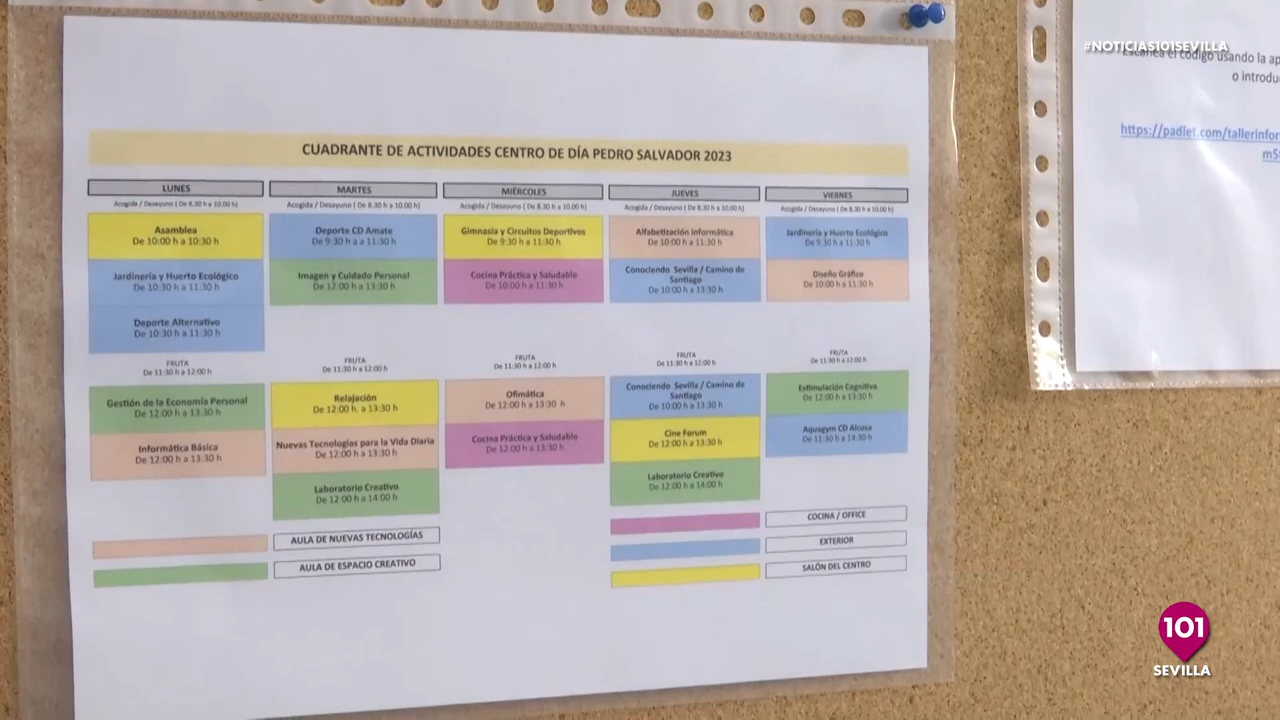 #NOTICIAS101SEVILLA
Escanea el código usando la ap
o introdu
https://padlet.com/tallerinfor
CUADRANTE DE ACTIVIDADES CENTRO DE DÍA PEDRO SALVADOR 2023
LUNES
Acogida / Desayuno ( De 8.30 h a 10.00 h)
Asamblea
De 10:00 h a 10:30 h
Jardinería y Huerto Ecológico
De 10:30 h a 11:30 h
Deporte Alternativo
De 10:30 h a 11:30 h
FRUTA
De 11:30 h a 12:00 h
Gestión de la Economía Personal
De 12:00 h a 13:30 h
Informática Básica
De 12:00 h a 13:30 h
MARTES
Acogida / Desayuno ( De 8.30 h a 10.00 h)
Deporte CD Amate
De 9:30 h a 11:30 h
Imagen y Cuidado Personal
De 12:00 h a 13:30 h
FRUTA
De 11:30 h a 12:00 h
Relajación
De 12:00 h. a 13:30 h
Nuevas Tecnologías para la Vida Diaria
De 12:00 h a 13:30 h
Laboratorio Creativo
De 12:00 h a 14:00 h
MIÉRCOLES
Acogida / Desayuno ( De 8.30 h a 10.00 h)
Gimnasia y Circuitos Deportivos
De 9:30 h a 11:30 h
Cocina Práctica y Saludable
De 10:00 h a 11:30 h
FRUTA
De 11:30 h a 12:00 h
Ofimática
De 12:00 h a 13:30 h
Cocina Práctica y Saludable
De 12:00 h a 13:30 h
JUEVES
Acogida / Desayuno ( De 8.30 h a 10.00 h)
Alfabetización Informática
De 10:00 h a 11:30 h
Conociendo Sevilla / Camino de
Santiago
De 10:00 h a 13:30 h
FRUTA
De 11:30 h a 12:00 h
Conociendo Sevilla / Camino de
Santiago
De 10:00 h a 13:30 h
Cine Forum
De 12:00 h a 13:30 h
Laboratorio Creativo
De 12:00 h a 14:00 h
VIERNES
Acogida / Desayuno ( De 8.30 h a 10.00 h)
Jardinería y Huerto Ecológico
De 9:30 h a 11:30 h
Diseño Gráfico
De 10:00 h a 11:30 h
FRUTA
De 11:30 h a 12:00 h
Estimulación Cognitiva
De 12:00 h a 13:30 h
Aquagym CD Alcosa
De 11:30 h a 14:30 h
AULA DE NUEVAS TECNOLOGÍAS
AULA DE ESPACIO CREATIVO
COCINA / OFFICE
EXTERIOR
SALÓN DEL CENTRO
101
SEVILLA